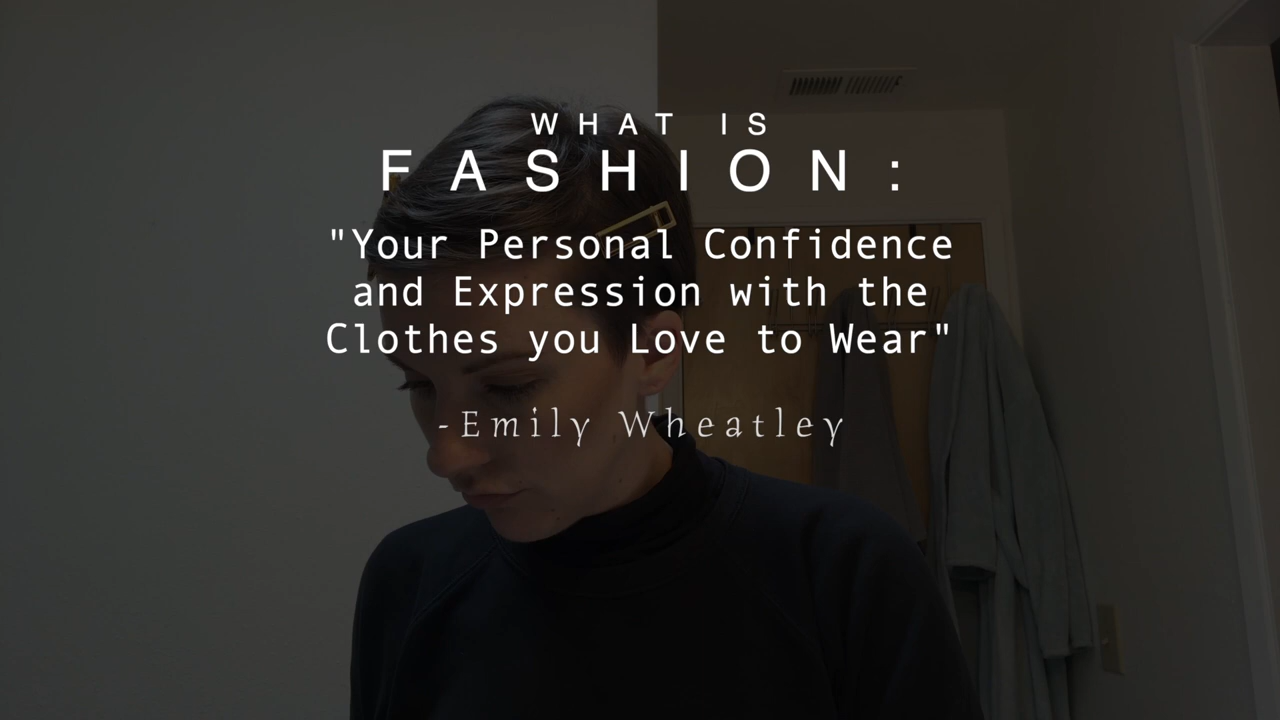 WHAT IS
FASHION:
"Your Personal Confidence
and Expression with the
Clothes you Love to Wear"
-Emily Wheatley